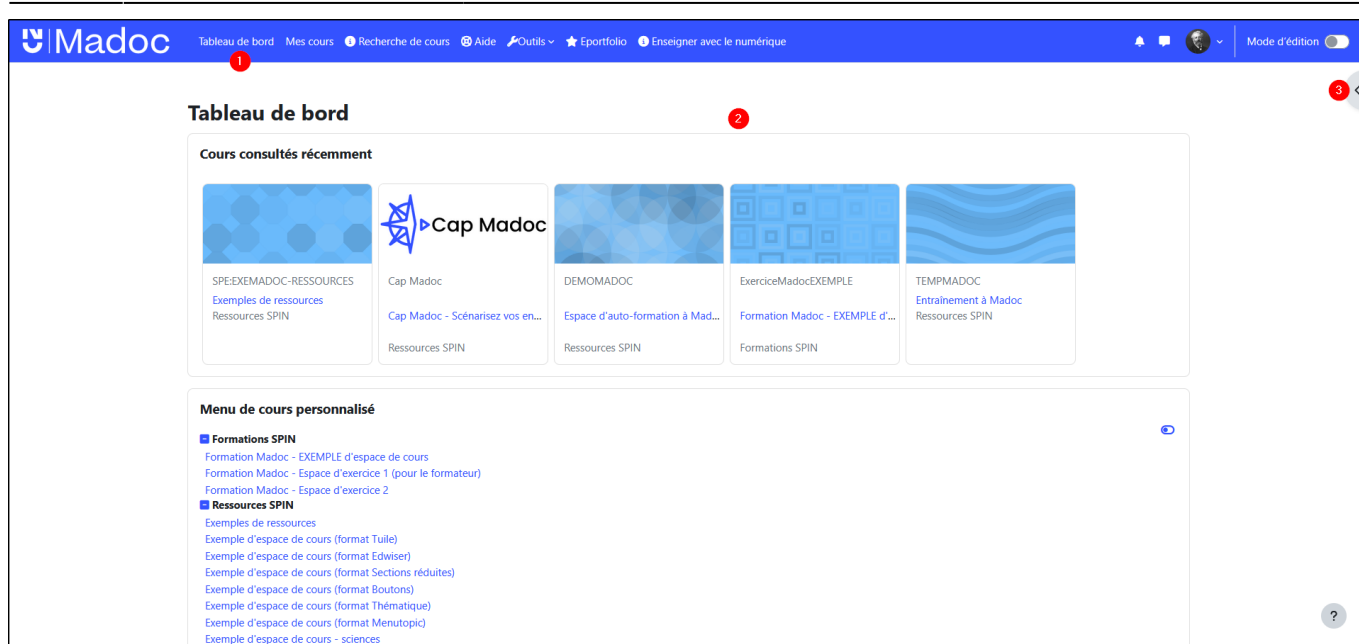 Madoc
Tableau de bord Mes cours Recherche de cours Aide Outils Eportfolio Enseigner avec le numérique Mode d'édition
1
3
Tableau de bord
2
Cours consultés récemment
Cap Madoc
SPE:EXEMADOC-RESSOURCES
Exemples de ressources
Ressources SPIN
Cap Madoc
Cap Madoc - Scénarisez vos en...
Ressources SPIN
DEMOMADOC
Espace d'auto-formation à Mad...
Ressources SPIN
ExerciceMadocEXEMPLE
Formation Madoc - EXEMPLE d'...
Formations SPIN
TEMPMADOC
Entraînement à Madoc
Ressources SPIN
Menu de cours personnalisé
Formations SPIN
Formation Madoc - EXEMPLE d'espace de cours
Formation Madoc - Espace d'exercice 1 (pour le formateur)
Formation Madoc - Espace d'exercice 2
Ressources SPIN
Exemples de ressources
Exemple d'espace de cours (format Tuile)
Exemple d'espace de cours (format Edwiser)
Exemple d'espace de cours (format Sections réduites)
Exemple d'espace de cours (format Boutons)
Exemple d'espace de cours (format Thématique)
Exemple d'espace de cours (format Menutopic)
Exemple d'espace de cours - sciences
?